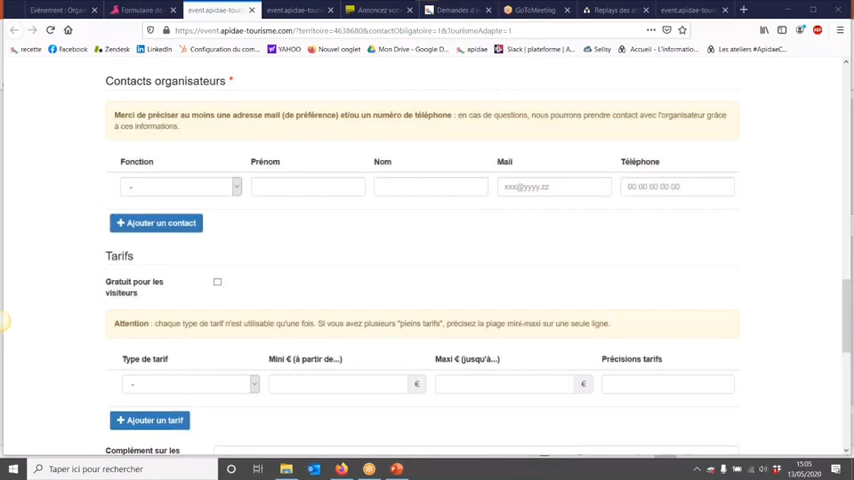 Evénement : Organ
Formulaire de
event.apidae-tour
event.apidae-touris
Annoncez votr
Demandes d'é
GoToMeeting
Replays des at
event.apidae-touris
https://event.apidae-tourisme.com/?territoire=4638680&contactObligatoire=1&TourismeAdapte=1
recette
Facebook
Zendesk
LinkedIn
Configuration du com...
YAHOO
Nouvel onglet
Mon Drive - Google D...
apidae
Slack | plateforme | A...
Sellsy
Accueil - L'informatio...
Les ateliers #ApidaeC...
Contacts organisateurs *
Merci de préciser au moins une adresse mail (de préférence) et/ou un numéro de téléphone : en cas de questions, nous pourrons prendre contact avec l'organisateur grâce
à ces informations.
Fonction Prénom Nom Mail Téléphone
- xxx@yyyy.zz 00 00 00 00 00
+ Ajouter un contact
Tarifs
Gratuit pour les
visiteurs
Attention : chaque type de tarif n'est utilisable qu'une fois. Si vous avez plusieurs "pleins tarifs", précisez la plage mini-maxi sur une seule ligne.
Type de tarif Mini € (à partir de...) Maxi € (jusqu'à...) Précisions tarifs
- € €
+ Ajouter un tarif
Complément sur les
Taper ici pour rechercher
15:05
13/05/2020